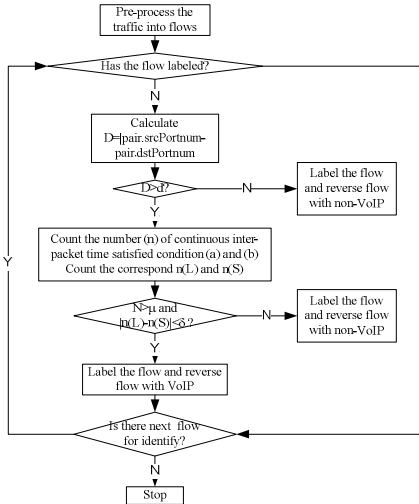 Pre-process the
traffic into flows
Has the flow labeled?
N
Calculate
D=|pair.srcPortnum-
pair.dstPortnum
D>d?
N
Label the flow
and reverse flow
with non-VoIP
Y
Count the number (n) of continuous inter-
packet time satisfied condition (a) and (b)
Count the correspond n(L) and n(S)
Y
N>μ and
|n(L)-n(S)|<δ?
N
Label the flow
and reverse flow
with non-VoIP
Y
Label the flow and reverse
flow with VoIP
Is there next flow
for identify?
N
Stop